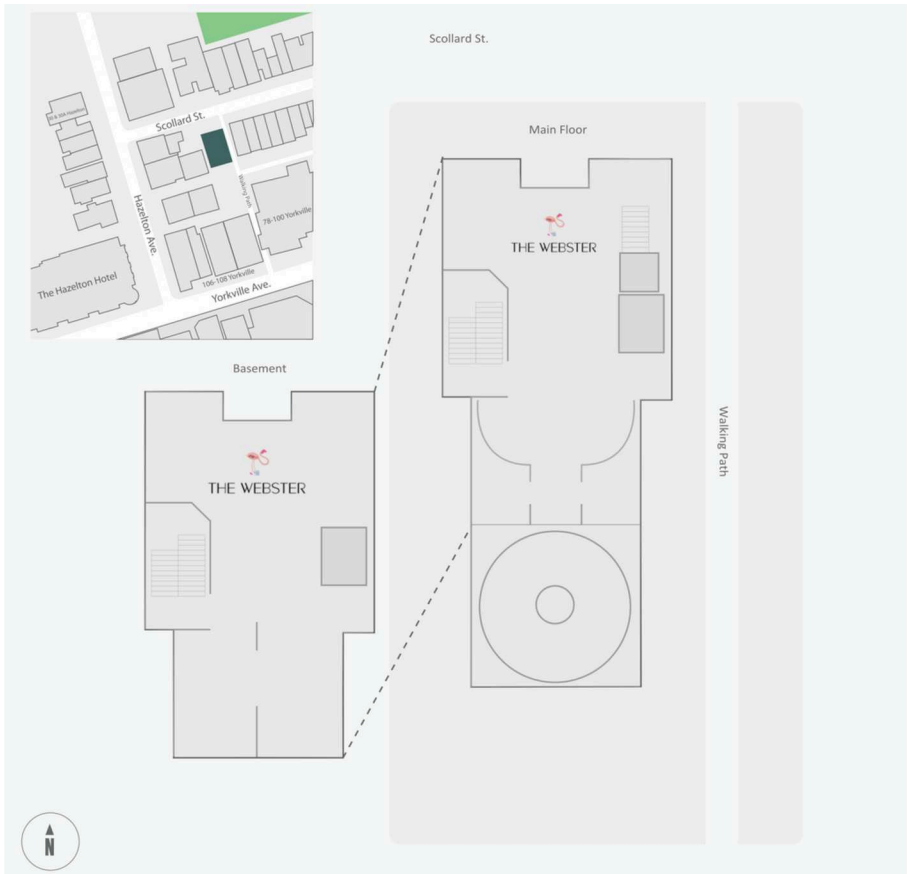 Scollard St.
Scollard St.
Hazelton Ave.
Walking Path
78-100 Yorkville
The Hazelton Hotel
106-108 Yorkville
Yorkville Ave.
Main Floor
THE WEBSTER
Walking Path
Basement
THE WEBSTER
N